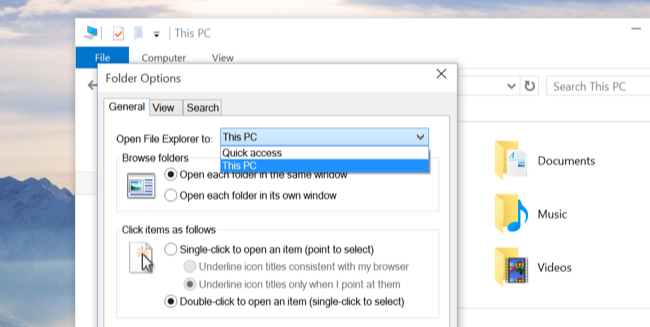 This PC
File Computer View
Folder Options
Search This PC
General View Search
Open File Explorer to: This PC
Quick access
This PC
Browse folders
Open each folder in the same window
Open each folder in its own window
Click items as follows
Single-click to open an item (point to select)
Underline icon titles consistent with my browser
Underline icon titles only when I point at them
Double-click to open an item (single-click to select)
Documents
Music
Videos